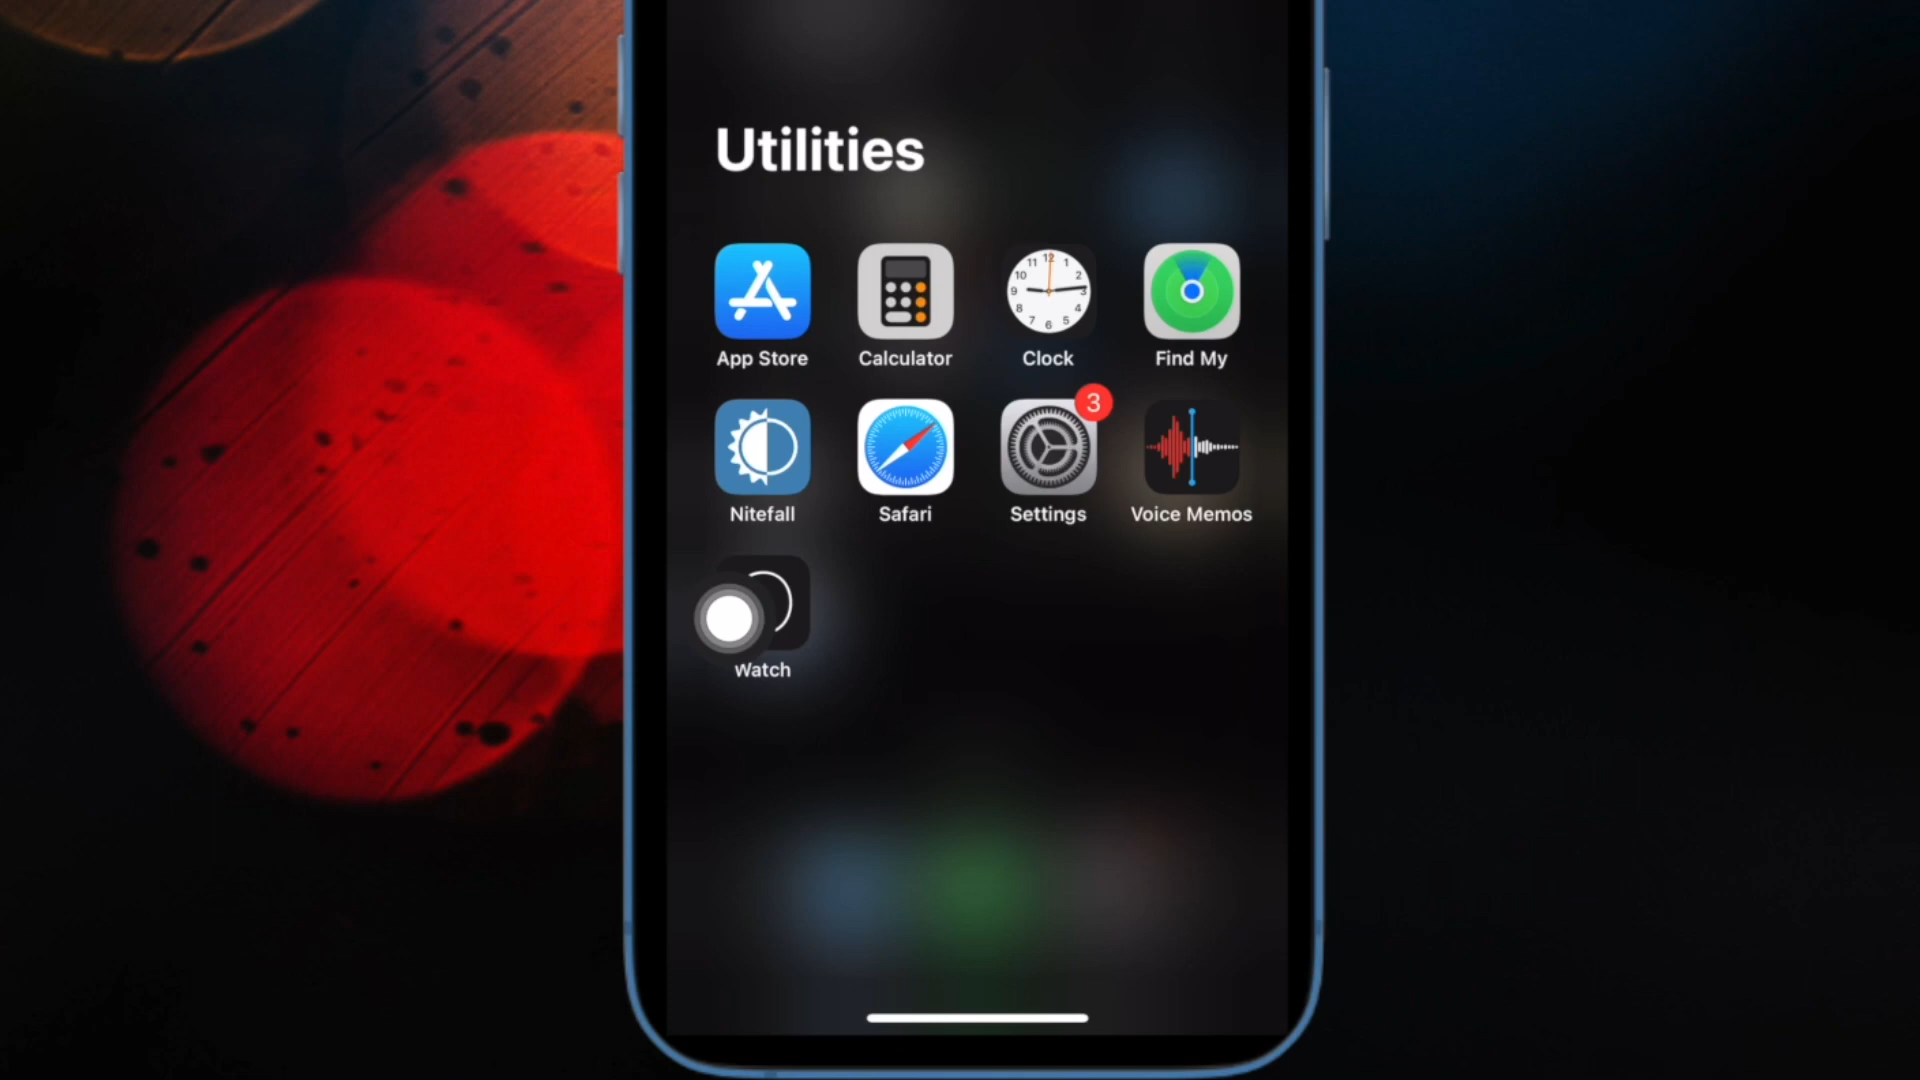 Utilities
App Store Calculator Clock Find My
3
Nitefall Safari Settings Voice Memos
Watch